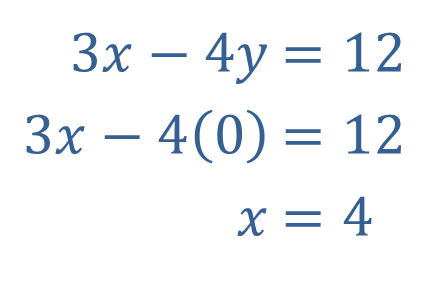 3x − 4y = 12
3x − 4(0) = 12
x = 4